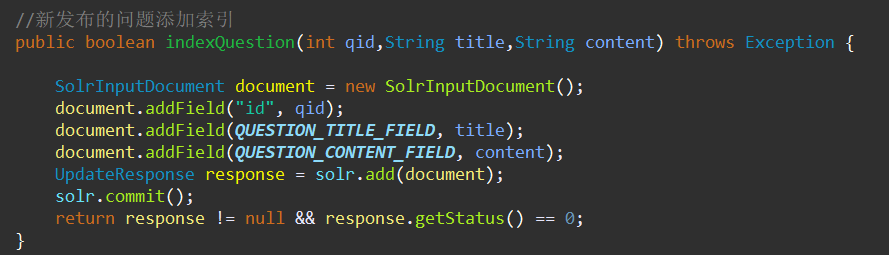 //新发布的问题添加索引
public boolean indexQuestion(int qid,String title,String content) throws Exception {
SolrInputDocument document = new SolrInputDocument();
document.addField("id", qid);
document.addField(QUESTION_TITLE_FIELD, title);
document.addField(QUESTION_CONTENT_FIELD, content);
UpdateResponse response = solr.add(document);
solr.commit();
return response != null && response.getStatus() == 0;
}